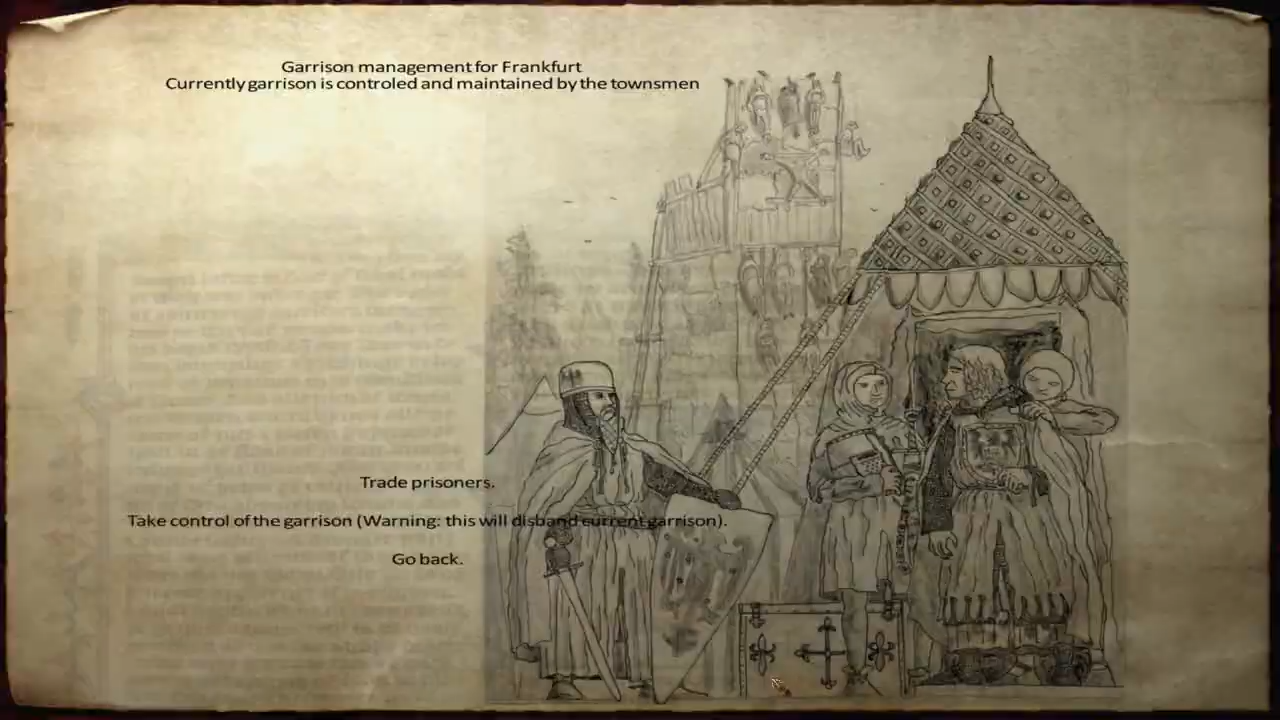 Garrison management for Frankfurt
Currently garrison is controled and maintained by the townsmen
Trade prisoners.
Take control of the garrison (Warning: this will disband current garrison).
Go back.